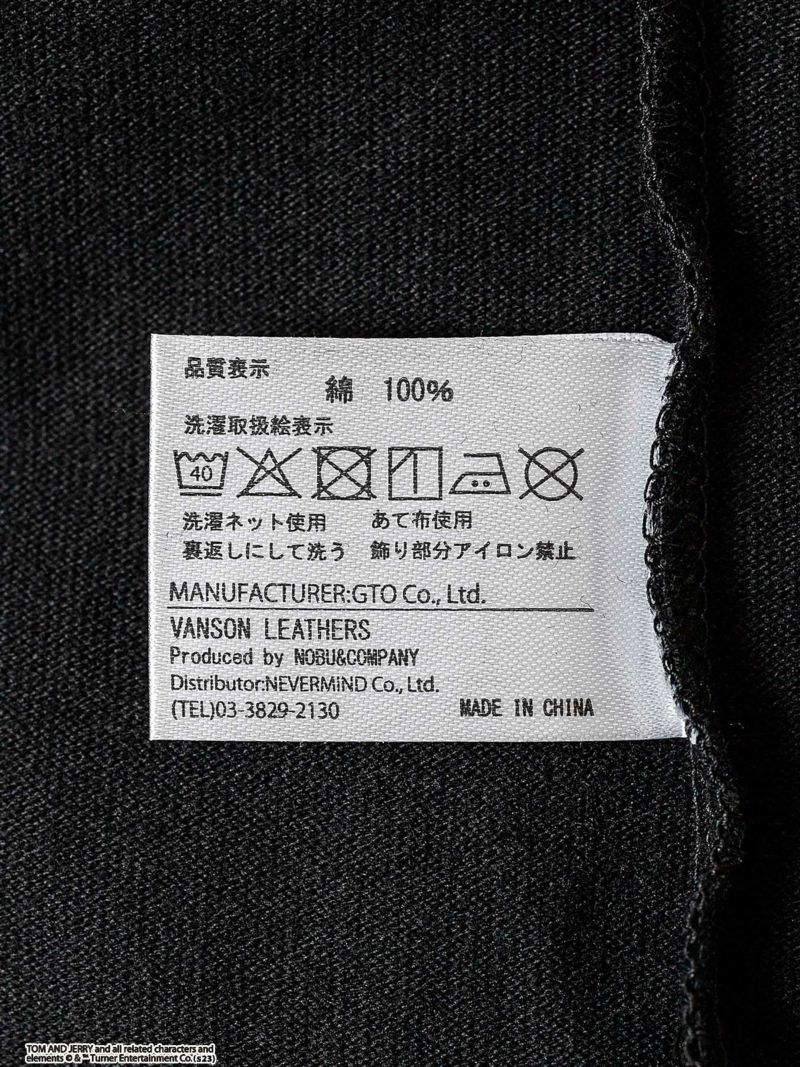 品質表示
綿 100%
洗濯取扱絵表示
40
洗濯ネット使用 あて布使用
裏返しにして洗う 飾り部分アイロン禁止
MANUFACTURER:GTO Co., Ltd.
VANSON LEATHERS
Produced by NOBU&COMPANY
Distributor:NEVERMIND Co., Ltd.
(TEL)03-3829-2130 MADE IN CHINA
TOM AND JERRY and all related characters and
elements © & ™ Turner Entertainment Co.(s23)